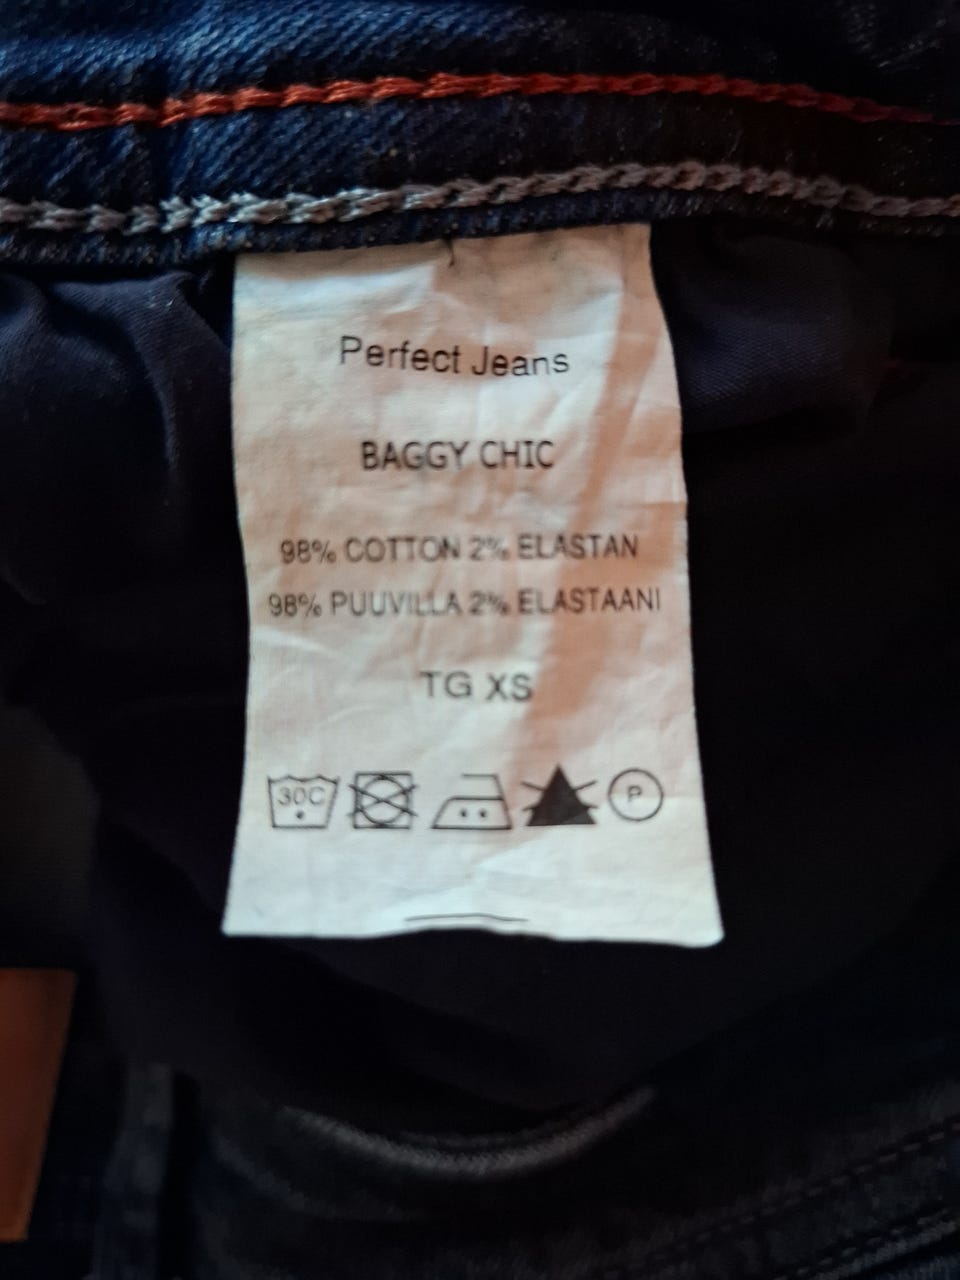 Perfect Jeans
BAGGY CHIC
98% COTTON 2% ELASTAN
98% PUUVILLA 2% ELASTAANI
TG XS
30C P